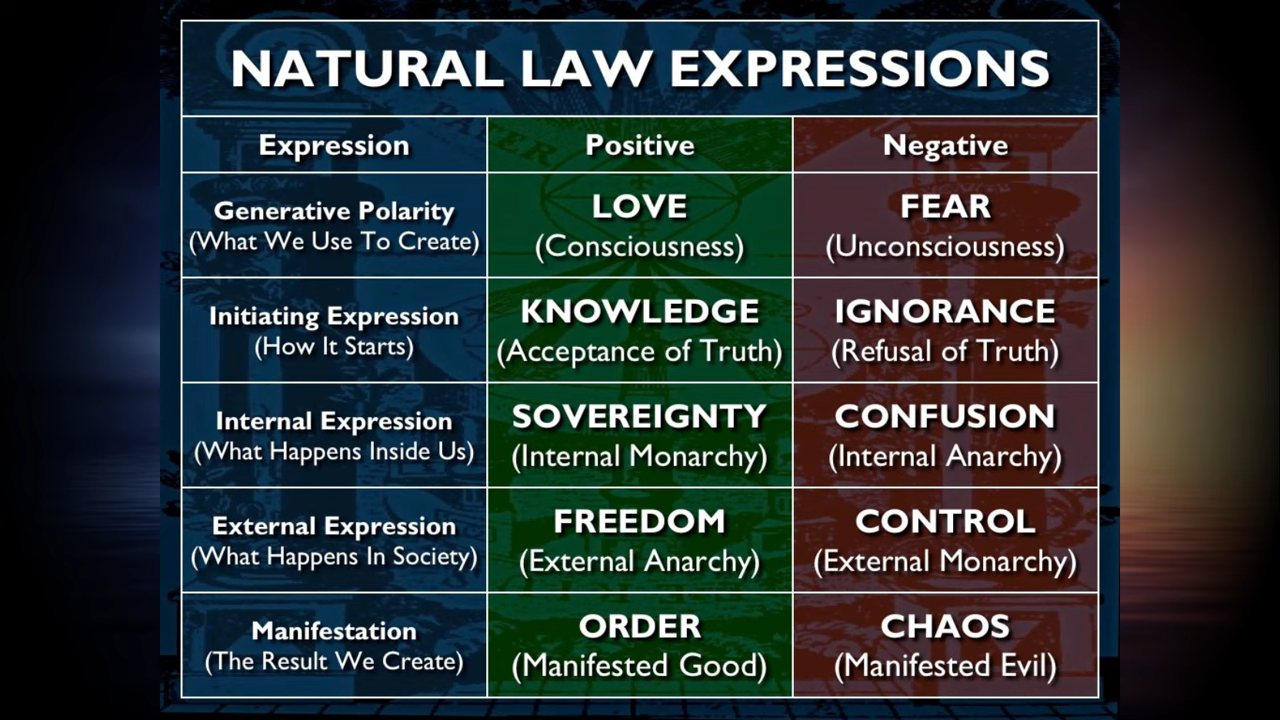 NATURAL LAW EXPRESSIONS
Expression
Positive
Negative
Generative Polarity
(What We Use To Create)
LOVE
(Consciousness)
FEAR
(Unconsciousness)
Initiating Expression
(How It Starts)
KNOWLEDGE
(Acceptance of Truth)
IGNORANCE
(Refusal of Truth)
Internal Expression
(What Happens Inside Us)
SOVEREIGNTY
(Internal Monarchy)
CONFUSION
(Internal Anarchy)
External Expression
(What Happens In Society)
FREEDOM
(External Anarchy)
CONTROL
(External Monarchy)
Manifestation
(The Result We Create)
ORDER
(Manifested Good)
CHAOS
(Manifested Evil)